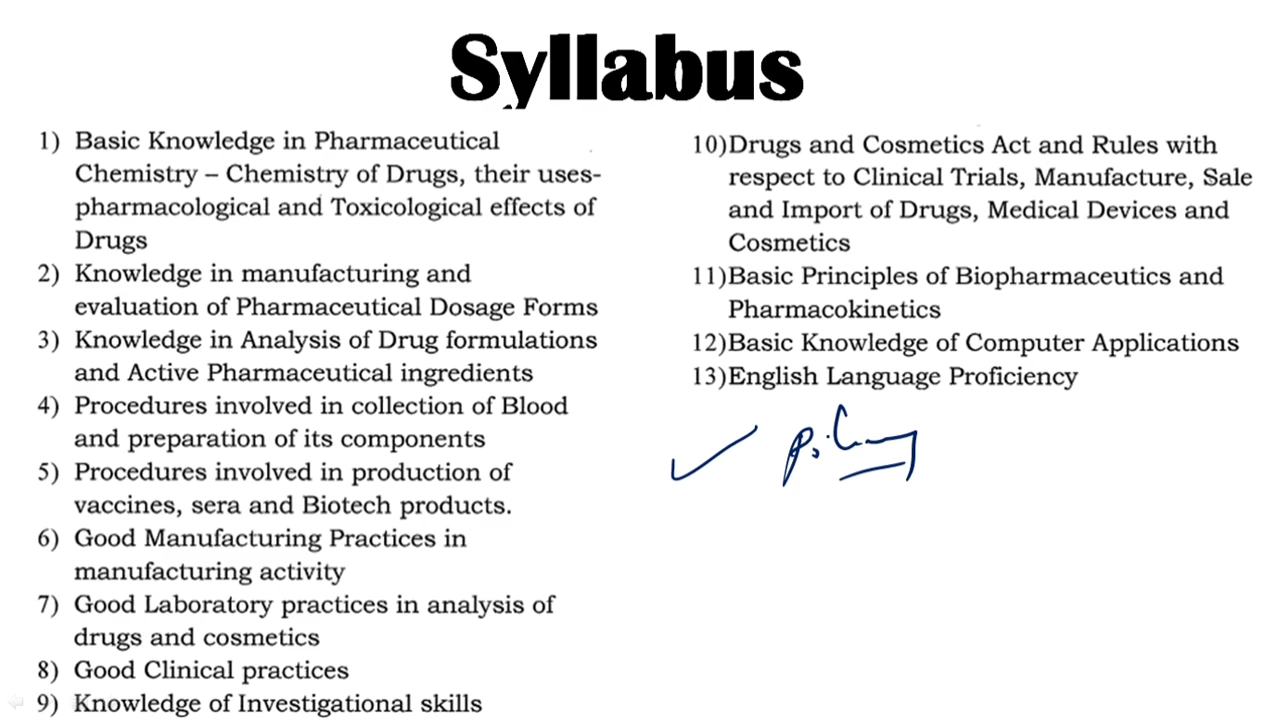 Syllabus
1) Basic Knowledge in Pharmaceutical
Chemistry – Chemistry of Drugs, their uses-
pharmacological and Toxicological effects of
Drugs
2) Knowledge in manufacturing and
evaluation of Pharmaceutical Dosage Forms
3) Knowledge in Analysis of Drug formulations
and Active Pharmaceutical ingredients
4) Procedures involved in collection of Blood
and preparation of its components
5) Procedures involved in production of
vaccines, sera and Biotech products.
6) Good Manufacturing Practices in
manufacturing activity
7) Good Laboratory practices in analysis of
drugs and cosmetics
8) Good Clinical practices
9) Knowledge of Investigational skills
10)Drugs and Cosmetics Act and Rules with
respect to Clinical Trials, Manufacture, Sale
and Import of Drugs, Medical Devices and
Cosmetics
11)Basic Principles of Biopharmaceutics and
Pharmacokinetics
12)Basic Knowledge of Computer Applications
13)English Language Proficiency